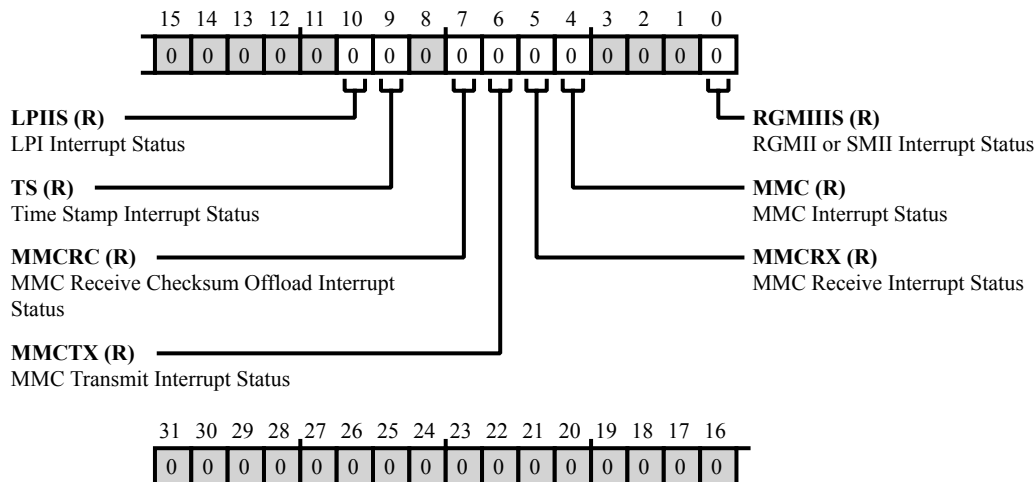 15 14 13 12 11 10 9 8 7 6 5 4 3 2 1 0
0 0 0 0 0 0 0 0 0 0 0 0 0 0 0 0
LPIIS (R)
LPI Interrupt Status
TS (R)
Time Stamp Interrupt Status
MMCRC (R)
MMC Receive Checksum Offload Interrupt
Status
MMCTX (R)
MMC Transmit Interrupt Status
RGMIIIS (R)
RGMII or SMII Interrupt Status
MMC (R)
MMC Interrupt Status
MMCRX (R)
MMC Receive Interrupt Status
31 30 29 28 27 26 25 24 23 22 21 20 19 18 17 16
0 0 0 0 0 0 0 0 0 0 0 0 0 0 0 0